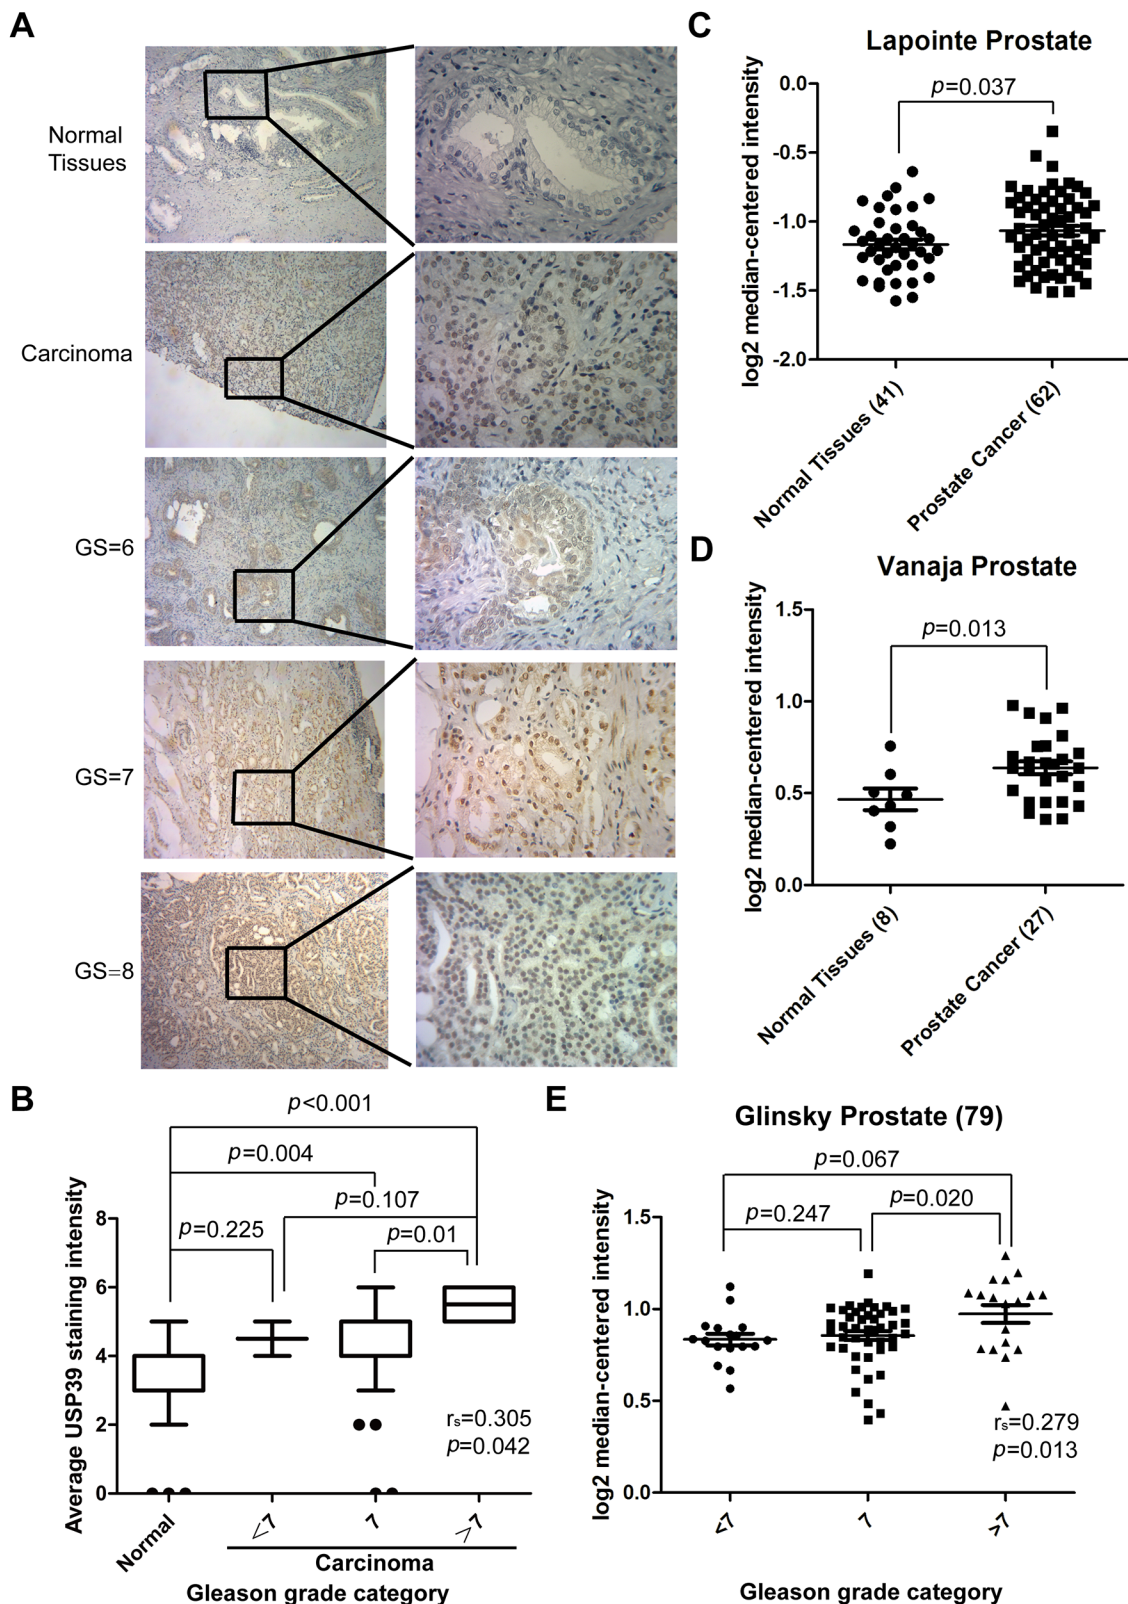 A
Normal
Tissues
Carcinoma
GS=6
GS=7
GS=8
B
p<0.001
p=0.004
p=0.107
p=0.225
p=0.01
Average USP39 staining intensity
8
6
4
2
0
rs=0.305
p=0.042
Normal
<7
7
>7
Carcinoma
Gleason grade category
C
Lapointe Prostate
p=0.037
log2 median-centered intensity
0.0
-0.5
-1.0
-1.5
-2.0
Normal Tissues (41)
Prostate Cancer (62)
D
Vanaja Prostate
p=0.013
log2 median-centered intensity
1.5
1.0
0.5
0.0
Normal Tissues (8)
Prostate Cancer (27)
E
Glinsky Prostate (79)
p=0.067
p=0.020
p=0.247
log2 median-centered intensity
1.5
1.0
0.5
0.0
rs=0.279
p=0.013
<7
7
>7
Gleason grade category